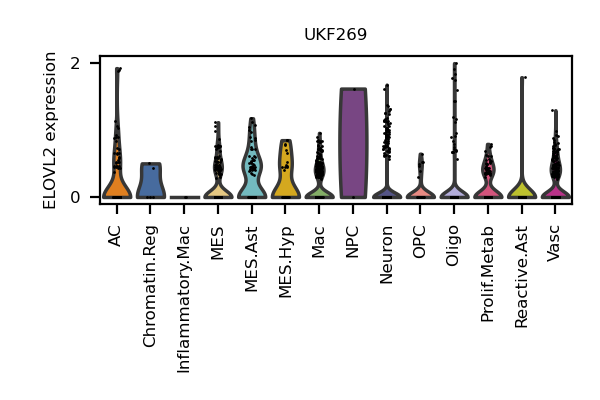 UKF269
ELOVL2 expression
2
0
AC
Chromatin.Reg
Inflammatory.Mac
MES
MES.Ast
MES.Hyp
Mac
NPC
Neuron
OPC
Oligo
Prolif.Metab
Reactive.Ast
Vasc